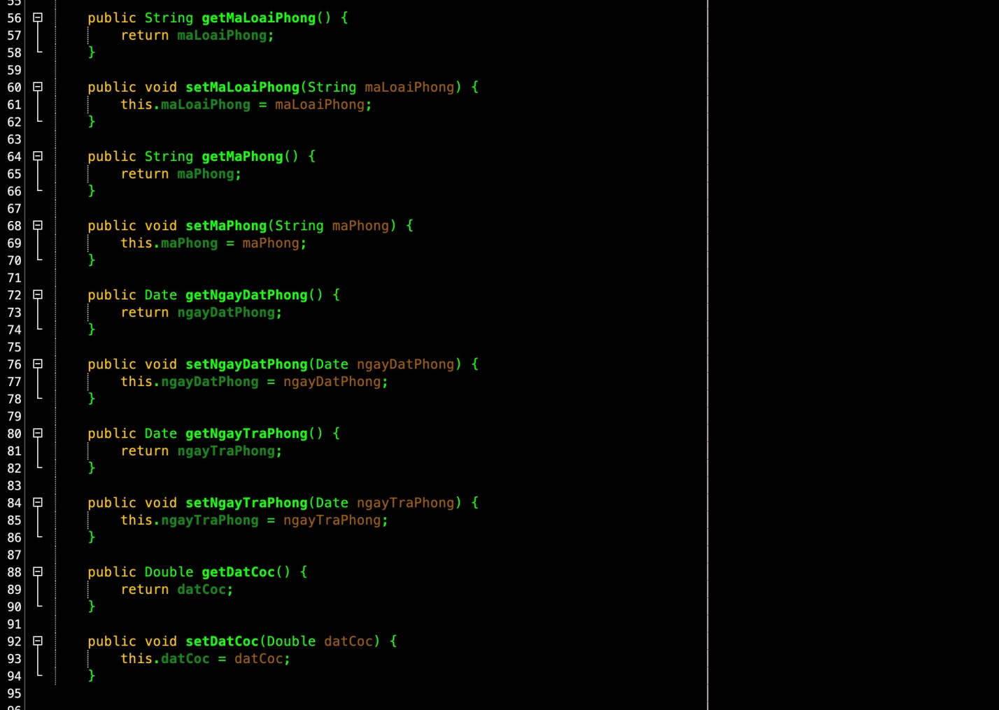 55
56 public String getMaLoaiPhong() {
57 return maLoaiPhong;
58 }
59
60 public void setMaLoaiPhong(String maLoaiPhong) {
61 this.maLoaiPhong = maLoaiPhong;
62 }
63
64 public String getMaPhong() {
65 return maPhong;
66 }
67
68 public void setMaPhong(String maPhong) {
69 this.maPhong = maPhong;
70 }
71
72 public Date getNgayDatPhong() {
73 return ngayDatPhong;
74 }
75
76 public void setNgayDatPhong(Date ngayDatPhong) {
77 this.ngayDatPhong = ngayDatPhong;
78 }
79
80 public Date getNgayTraPhong() {
81 return ngayTraPhong;
82 }
83
84 public void setNgayTraPhong(Date ngayTraPhong) {
85 this.ngayTraPhong = ngayTraPhong;
86 }
87
88 public Double getDatCoc() {
89 return datCoc;
90 }
91
92 public void setDatCoc(Double datCoc) {
93 this.datCoc = datCoc;
94 }
95
96